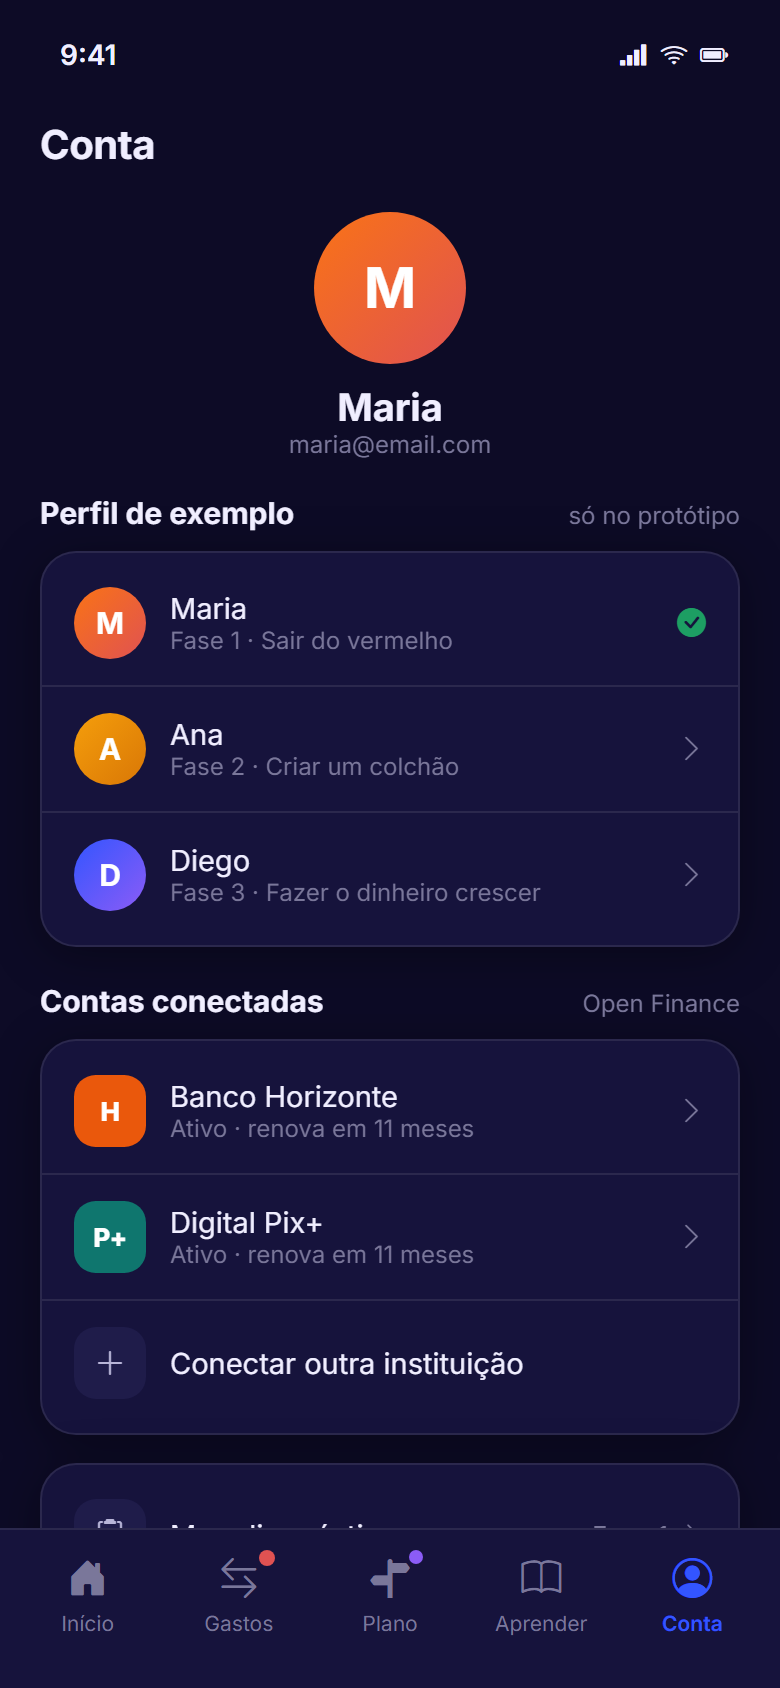 9:41
Conta
M
Maria
maria@email.com
Perfil de exemplo
só no protótipo
M
Maria
Fase 1 · Sair do vermelho
A
Ana
Fase 2 · Criar um colchão
D
Diego
Fase 3 · Fazer o dinheiro crescer
Contas conectadas
Open Finance
H
Banco Horizonte
Ativo · renova em 11 meses
P+
Digital Pix+
Ativo · renova em 11 meses
Conectar outra instituição
Início
Gastos
Plano
Aprender
Conta